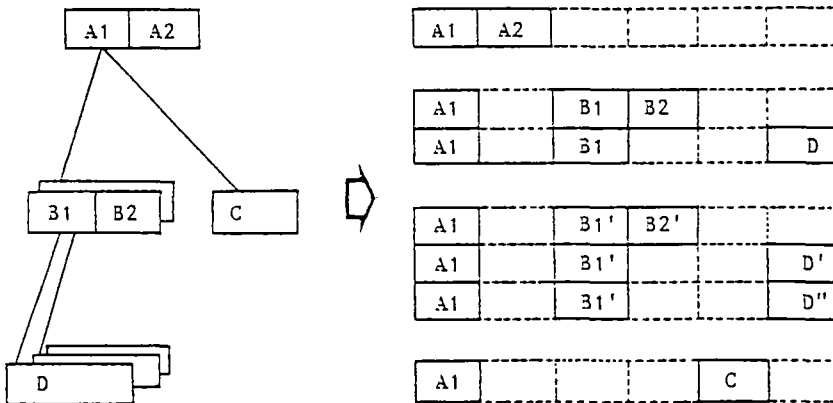 A1 A2
B1 B2 C
D
A1 A2
A1 B1 B2
A1 B1 D
A1 B1' B2'
A1 B1' D'
A1 B1' D"
A1 C